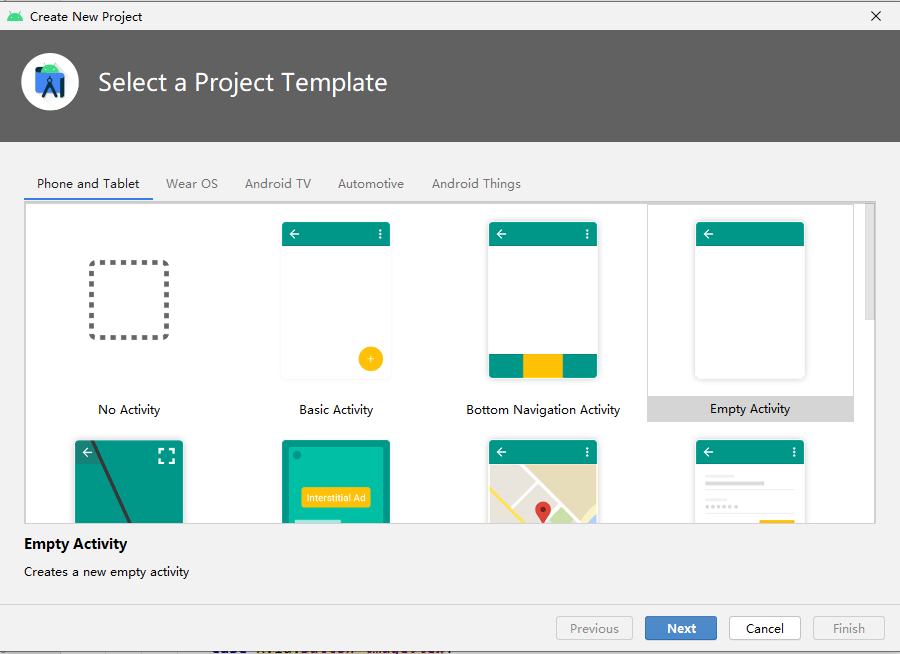 Create New Project
Select a Project Template
Phone and Tablet Wear OS Android TV Automotive Android Things
No Activity Basic Activity Bottom Navigation Activity Empty Activity
Interstitial Ad
Empty Activity
Creates a new empty activity
Previous Next Cancel Finish